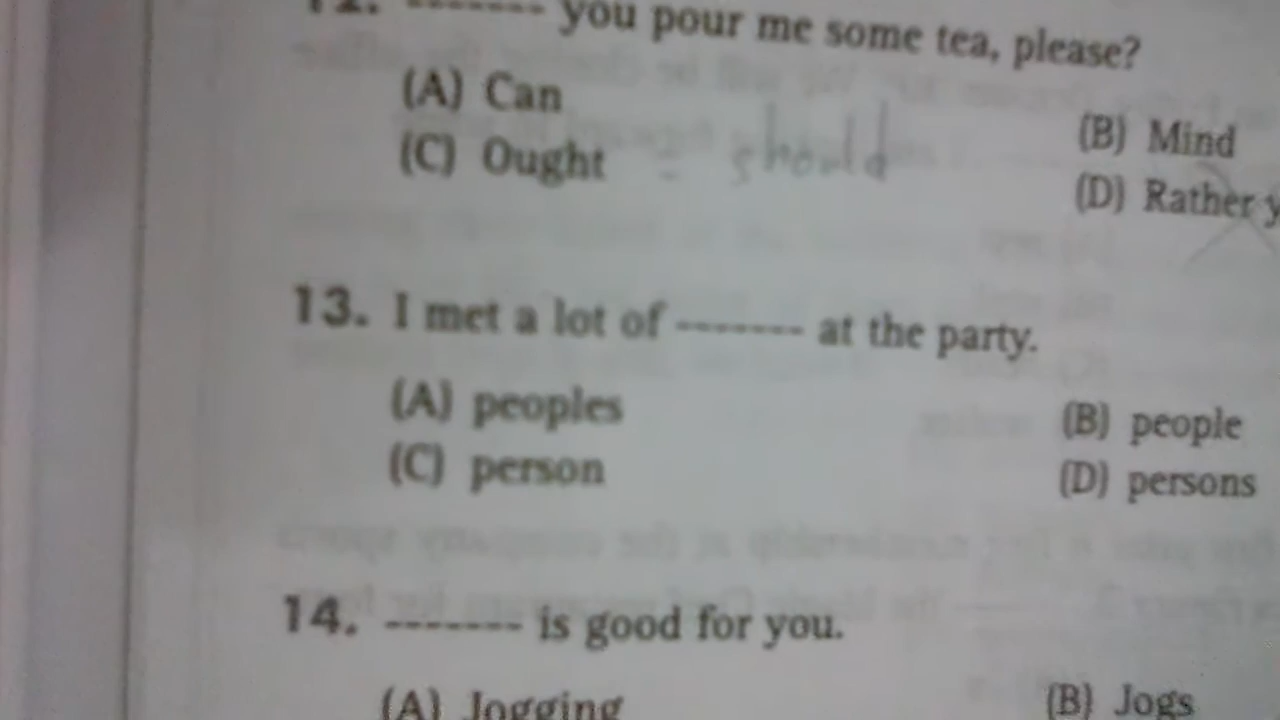 12. ------- you pour me some tea, please?
(A) Can
(B) Mind
(C) Ought = should
(D) Rather
13. I met a lot of ------- at the party.
(A) peoples
(B) people
(C) person
(D) persons
14. ------- is good for you.
(A) Jogging
(B) Jogs